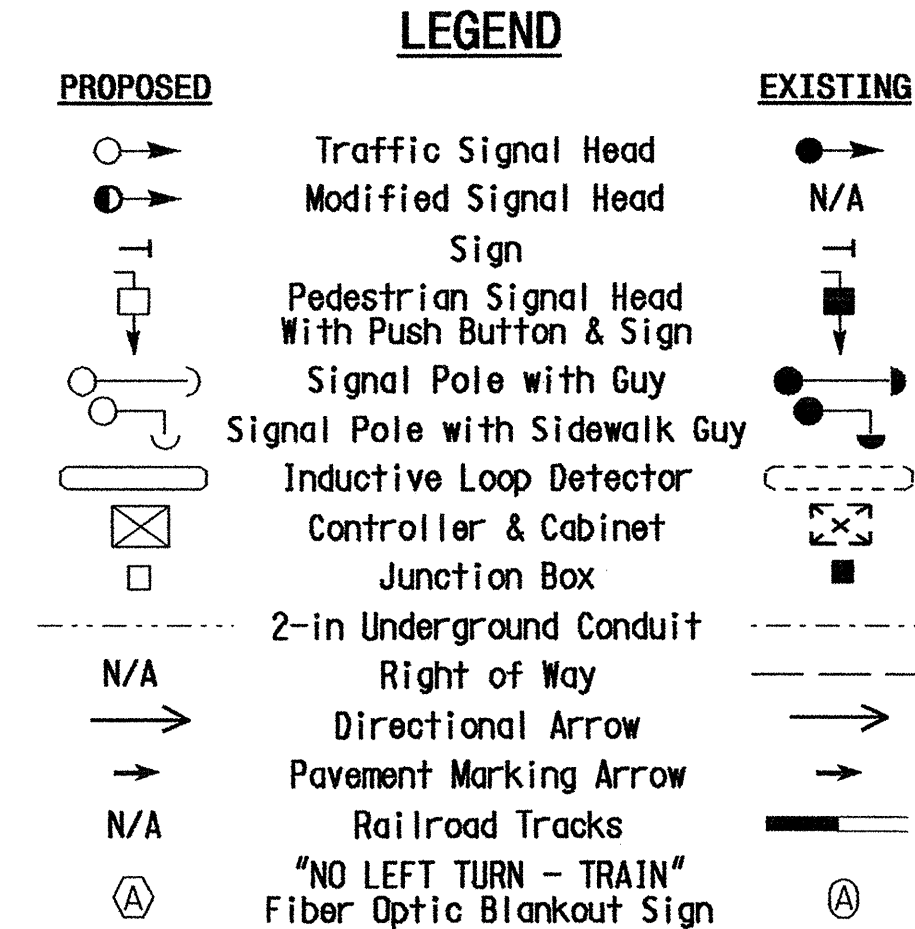 LEGEND
PROPOSED EXISTING
Traffic Signal Head
Modified Signal Head N/A
Sign
Pedestrian Signal Head
With Push Button & Sign
Signal Pole with Guy
Signal Pole with Sidewalk Guy
Inductive Loop Detector
Controller & Cabinet
Junction Box
2-in Underground Conduit
N/A Right of Way
Directional Arrow
Pavement Marking Arrow
N/A Railroad Tracks
"NO LEFT TURN - TRAIN"
A Fiber Optic Blankout Sign A